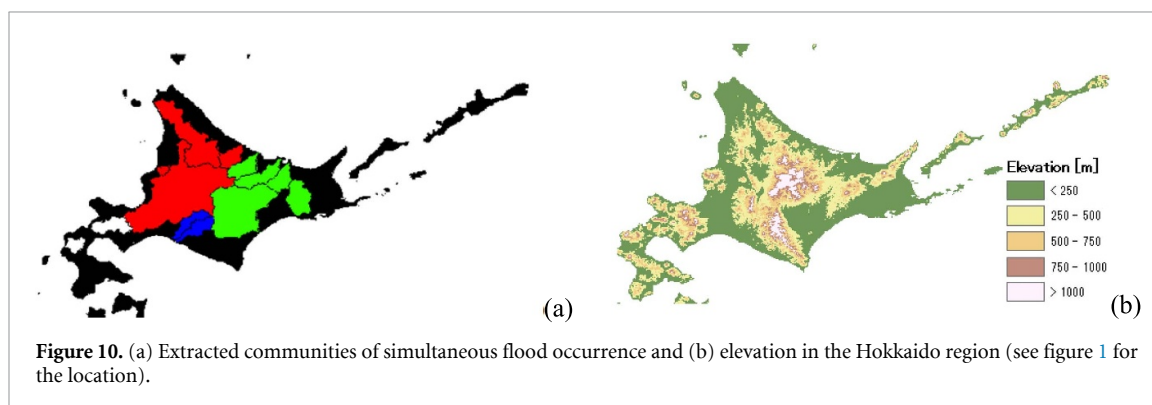 Elevation [m]
< 250
250 - 500
500 - 750
750 - 1000
> 1000
(a)
(b)
Figure 10. (a) Extracted communities of simultaneous flood occurrence and (b) elevation in the Hokkaido region (see figure 1 for
the location).